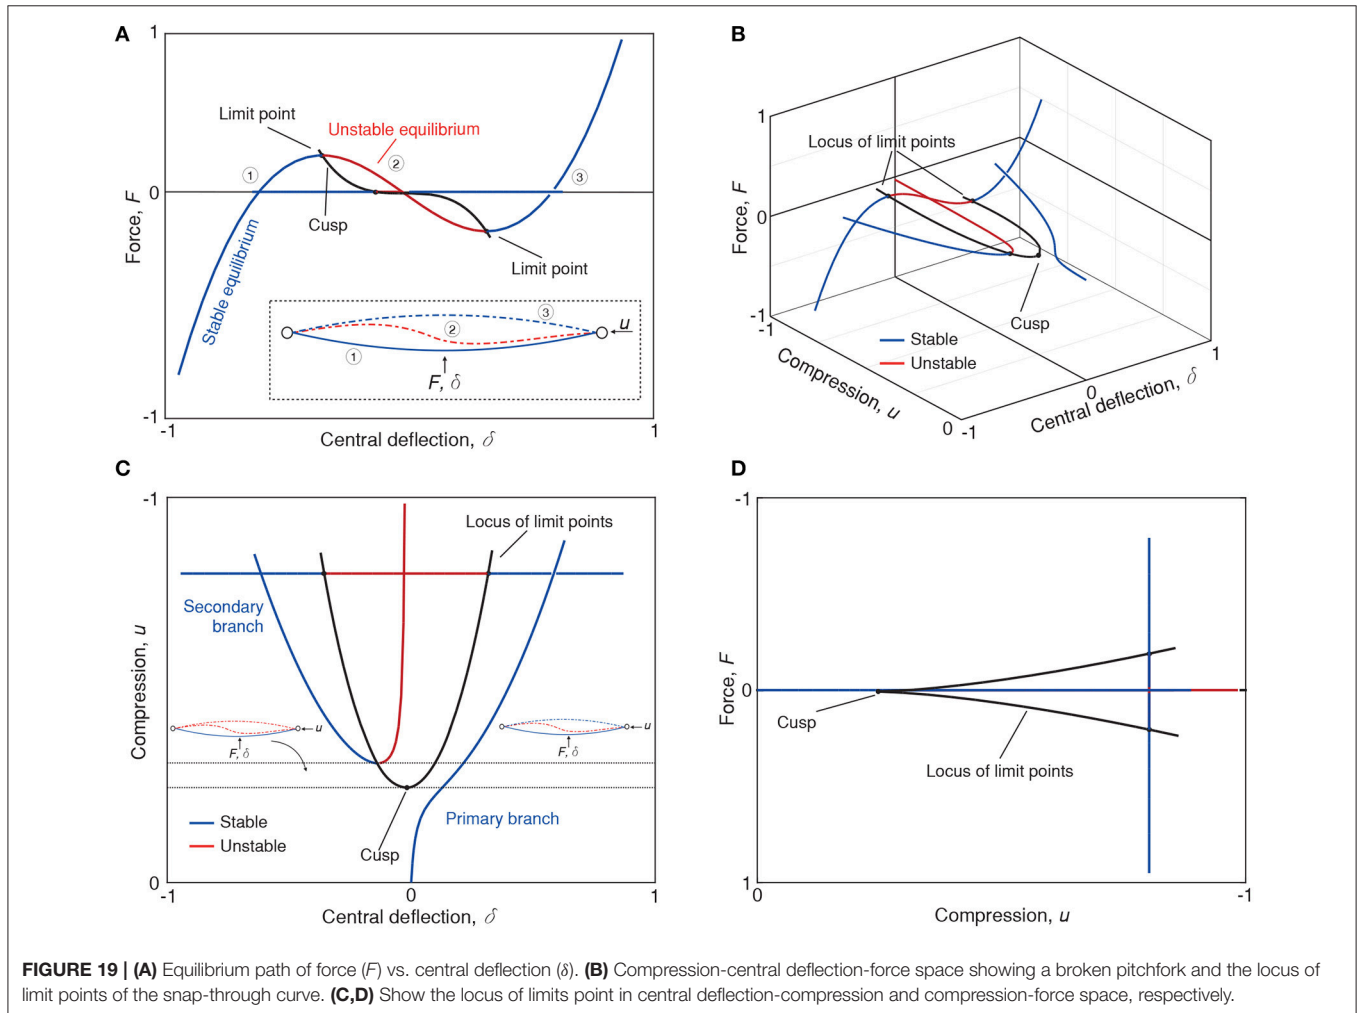 A
1
Limit point
Unstable equilibrium
2
1
3
0
Force, F
Cusp
Limit point
Stable equilibrium
3
2
u
1
F, δ
-1
-1
1
Central deflection, δ
B
1
Locus of limit points
Force, F
0
-1
-1
Cusp
Stable
Unstable
1
Compression, u
0
Central deflection, δ
0
-1
C
-1
Locus of limit points
Secondary
branch
Compression, u
u
F, δ
u
F, δ
Primary branch
Stable
Unstable
Cusp
0
-1
0
1
Central deflection, δ
D
-1
Force, F
0
Cusp
Locus of limit points
1
0
-1
Compression, u
FIGURE 19 | (A) Equilibrium path of force (F) vs. central deflection (δ). (B) Compression-central deflection-force space showing a broken pitchfork and the locus of
limit points of the snap-through curve. (C,D) Show the locus of limits point in central deflection-compression and compression-force space, respectively.